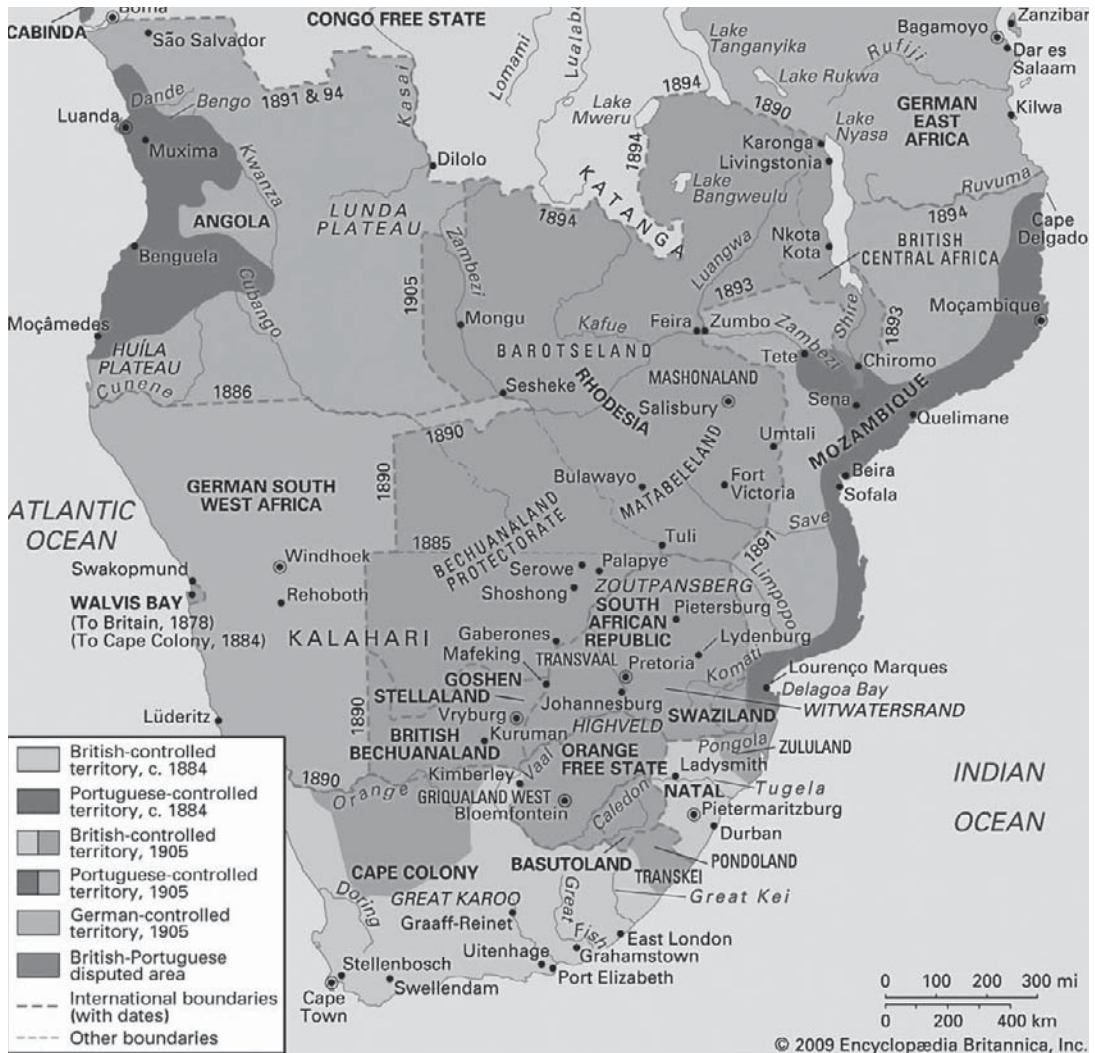 Boma
CABINDA
São Salvador
CONGO FREE STATE
Lomami
Lualaba
Lake
Tanganyika
Bagamoyo
Zanzibar
Dar es
Salaam
Rufiji
Lake Rukwa
Dande
Bengo
1891 & 94
Kasai
Lake
Mweru
1894
1890
Lake
Nyasa
GERMAN
EAST
AFRICA
Kilwa
Luanda
Muxima
Kwanza
Dilolo
1894
Karonga
Livingstonia
KATANGA
Lake
Bangweulu
Ruvuma
1894
Cape
Delgado
ANGOLA
LUNDA
PLATEAU
1894
Benguela
Zambezi
Luangwa
Nkota
Kota
BRITISH
CENTRAL AFRICA
Cubango
1905
1893
Moçambique
Moçâmedes
Mongu
Kafue
Feira
Zumbo
Zambezi
Shire
1893
HUÍLA
PLATEAU
BAROTSELAND
Tete
Chiromo
Cunene
1886
Sesheke
RHODESIA
MASHONALAND
Salisbury
Sena
MOZAMBIQUE
Quelimane
1890
Umtali
GERMAN SOUTH
WEST AFRICA
1890
Bulawayo
MATABELELAND
Fort
Victoria
Beira
Sofala
ATLANTIC
OCEAN
BECHUANALAND
PROTECTORATE
Save
1885
Tuli
1891
Windhoek
Serowe
Palapye
Limpopo
Swakopmund
ZOUTPANSBERG
Shoshong
WALVIS BAY
(To Britain, 1878)
(To Cape Colony, 1884)
Rehoboth
SOUTH
AFRICAN
REPUBLIC
Pietersburg
KALAHARI
Gaberones
Lydenburg
Mafeking
TRANSVAAL
Pretoria
Komati
Lourenço Marques
GOSHEN
Delagoa Bay
STELLALAND
Johannesburg
WITWATERSRAND
Lüderitz
1890
Vryburg
SWAZILAND
HIGHVELD
BRITISH
BECHUANALAND
Kuruman
ORANGE
FREE STATE
Pongola
ZULULAND
Ladysmith
INDIAN
OCEAN
1890
Orange
Kimberley
Vaal
GRIQUALAND WEST
Bloemfontein
Caledon
NATAL
Tugela
Pietermaritzburg
Durban
BASUTOLAND
PONDOLAND
CAPE COLONY
TRANSKEI
Great Kei
Doring
GREAT KAROO
Great
Fish
Graaff-Reinet
East London
Uitenhage
Grahamstown
Stellenbosch
Port Elizabeth
Swellendam
Cape
Town
British-controlled
territory, c. 1884
Portuguese-controlled
territory, c. 1884
British-controlled
territory, 1905
Portuguese-controlled
territory, 1905
German-controlled
territory, 1905
British-Portuguese
disputed area
International boundaries
(with dates)
Other boundaries
0 100 200 300 mi
0 200 400 km
© 2009 Encyclopædia Britannica, Inc.